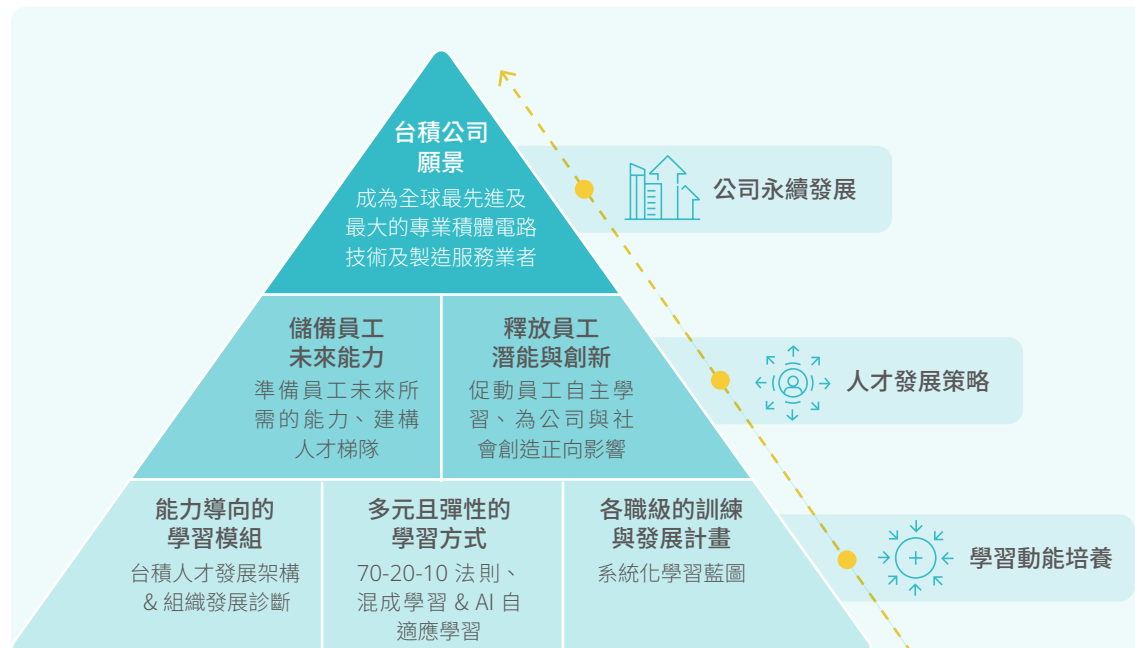 台積公司
願景
成為全球最先進及
最大的專業積體電路
技術及製造服務業者
公司永續發展
儲備員工
未來能力
準備員工未來所
需的能力、建構
人才梯隊
釋放員工
潛能與創新
促動員工自主學
習、為公司與社
會創造正向影響
人才發展策略
能力導向的
學習模組
台積人才發展架構
& 組織發展診斷
多元且彈性的
學習方式
70-20-10 法則、
混成學習 & AI 自
適應學習
各職級的訓練
與發展計畫
系統化學習藍圖
學習動能培養